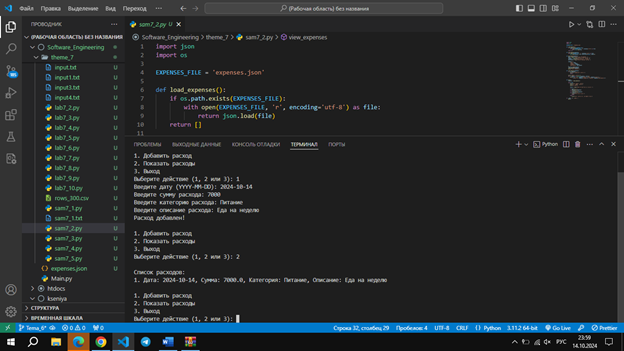 Файл Правка Выделение Вид Переход ... (Рабочая область) без названия
ПРОВОДНИК ...
sam7_2.py U
(РАБОЧАЯ ОБЛАСТЬ) БЕЗ НАЗВАНИЯ
Software_Engineering > theme_7 > sam7_2.py > view_expenses
Software_Engineering
theme_7
input.txt U
input1.txt U
input3.txt U
input4.txt U
lab7_2.py U
lab7_3.py U
lab7_4.py U
lab7_5.py U
lab7_6.py U
lab7_7.py U
lab7_8.py U
lab7_9.py U
lab7_10.py U
rows_300.csv U
sam7_1.py U
sam7_1.txt U
sam7_2.py U
sam7_3.py U
sam7_4.py U
sam7_5.py U
expenses.json U
Main.py
htdocs
kseniya
СТРУКТУРА
ВРЕМЕННАЯ ШКАЛА
1 import json
2 import os
3
4 EXPENSES_FILE = 'expenses.json'
5
6 def load_expenses():
7 if os.path.exists(EXPENSES_FILE):
8 with open(EXPENSES_FILE, 'r', encoding='utf-8') as file:
9 return json.load(file)
10 return []
11
ПРОБЛЕМЫ ВЫХОДНЫЕ ДАННЫЕ КОНСОЛЬ ОТЛАДКИ ТЕРМИНАЛ ПОРТЫ Python
1. Добавить расход
2. Показать расходы
3. Выход
Выберите действие (1, 2 или 3): 1
Введите дату (YYYY-MM-DD): 2024-10-14
Введите сумму расхода: 7000
Введите категорию расхода: Питание
Введите описание расхода: Еда на неделю
Расход добавлен!
1. Добавить расход
2. Показать расходы
3. Выход
Выберите действие (1, 2 или 3): 2
Список расходов:
1. Дата: 2024-10-14, Сумма: 7000.0, Категория: Питание, Описание: Еда на неделю
1. Добавить расход
2. Показать расходы
3. Выход
Выберите действие (1, 2 или 3):
Tema_6* 0 0 0 Строка 32, столбец 29 Пробелов: 4 UTF-8 CRLF Python 3.11.2 64-bit Go Live Prettier
РУС 23:59
14.10.2024